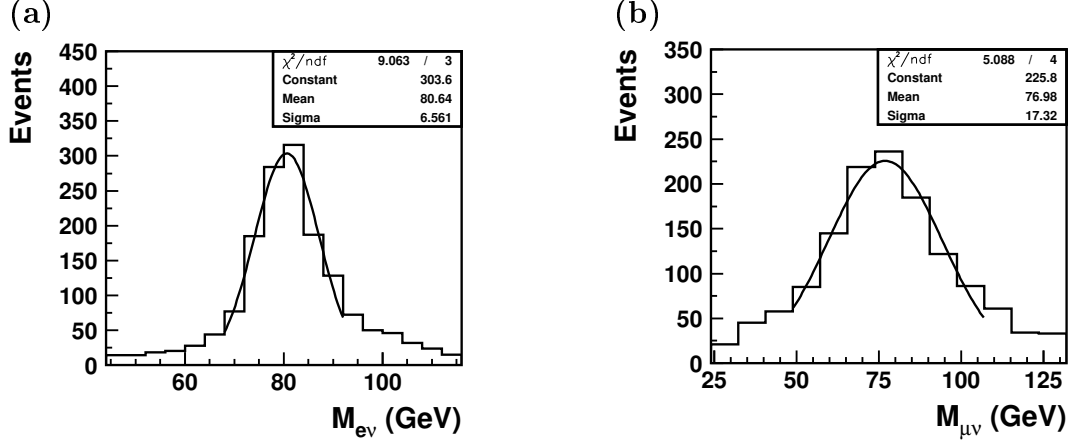 (a)
Events
450
400
350
300
250
200
150
100
50
0
χ²/ndf 9.063 / 3
Constant 303.6
Mean 80.64
Sigma 6.561
60 80 100
M_eν (GeV)
(b)
Events
350
300
250
200
150
100
50
0
χ²/ndf 5.088 / 4
Constant 225.8
Mean 76.98
Sigma 17.32
25 50 75 100 125
M_μν (GeV)